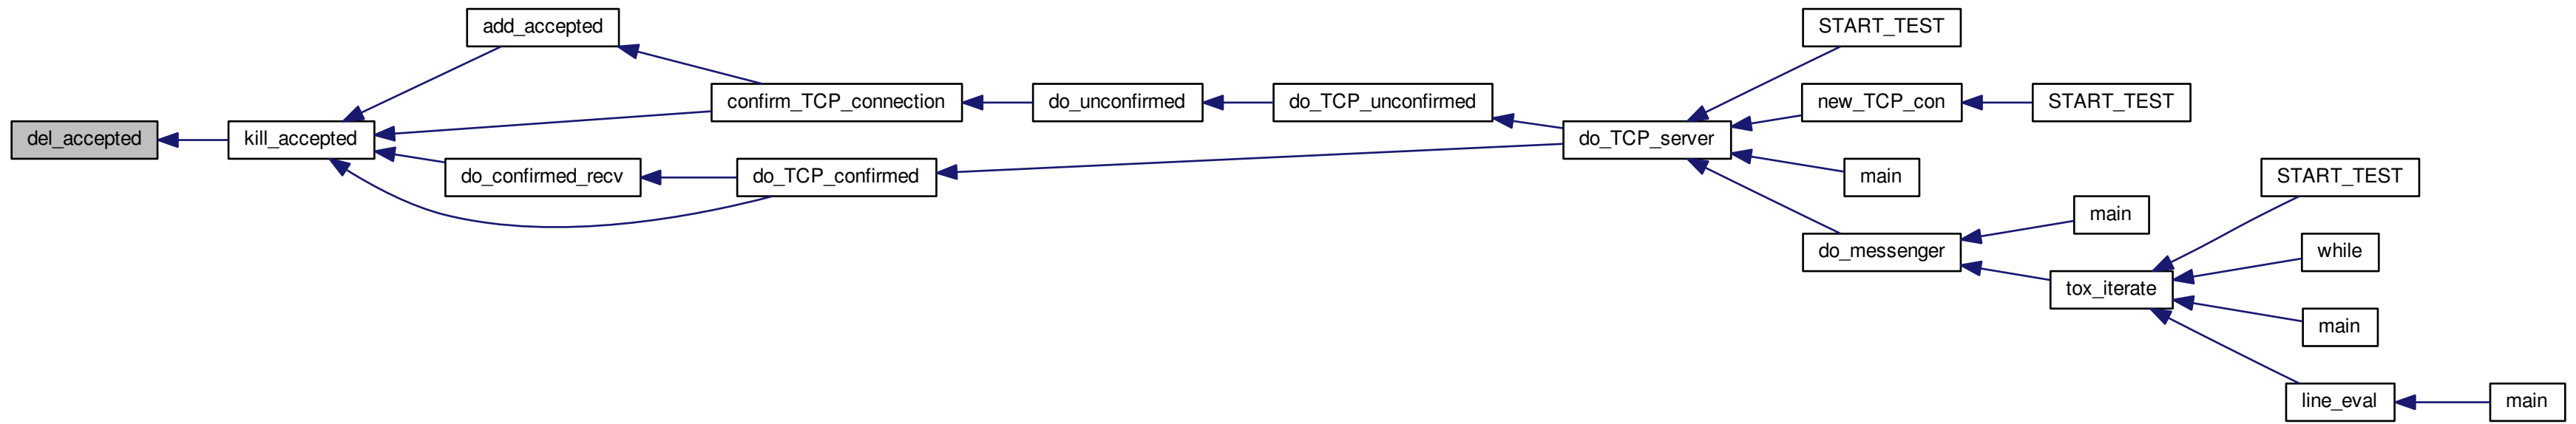 add_accepted
START_TEST
confirm_TCP_connection
do_unconfirmed
do_TCP_unconfirmed
new_TCP_con
START_TEST
del_accepted
kill_accepted
do_TCP_server
do_confirmed_recv
do_TCP_confirmed
main
START_TEST
main
do_messenger
while
tox_iterate
main
line_eval
main